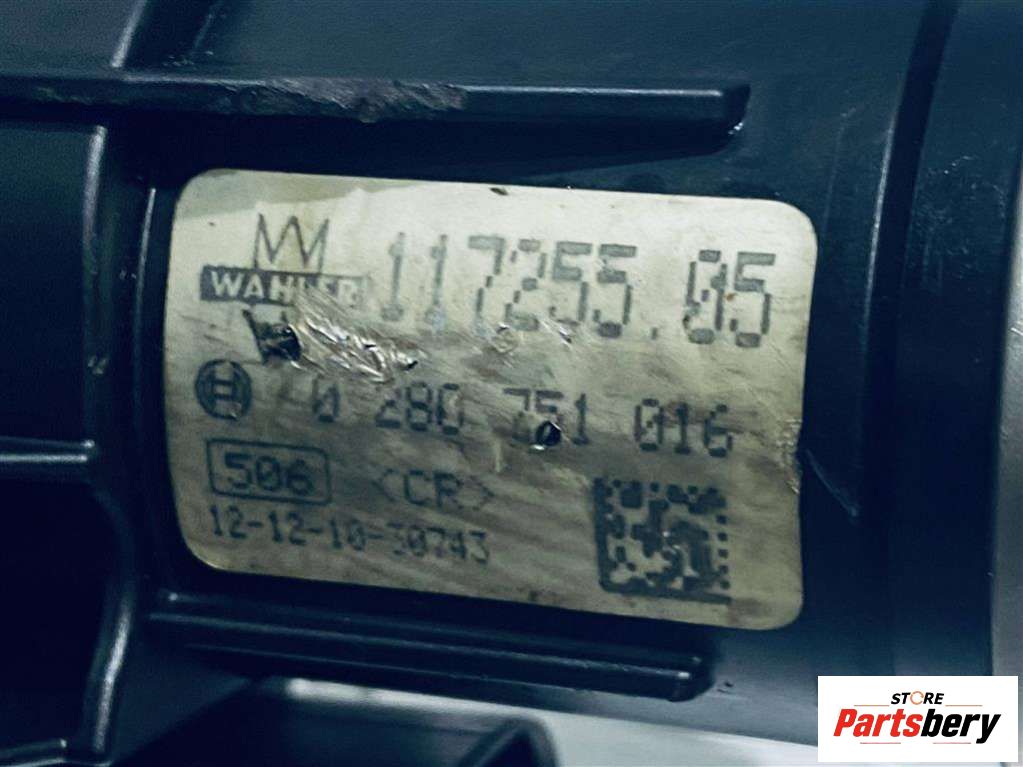 WAHLER 117255.05
0 280 751 016
506 <CR>
12-12-10-30743
STORE
Partsbery